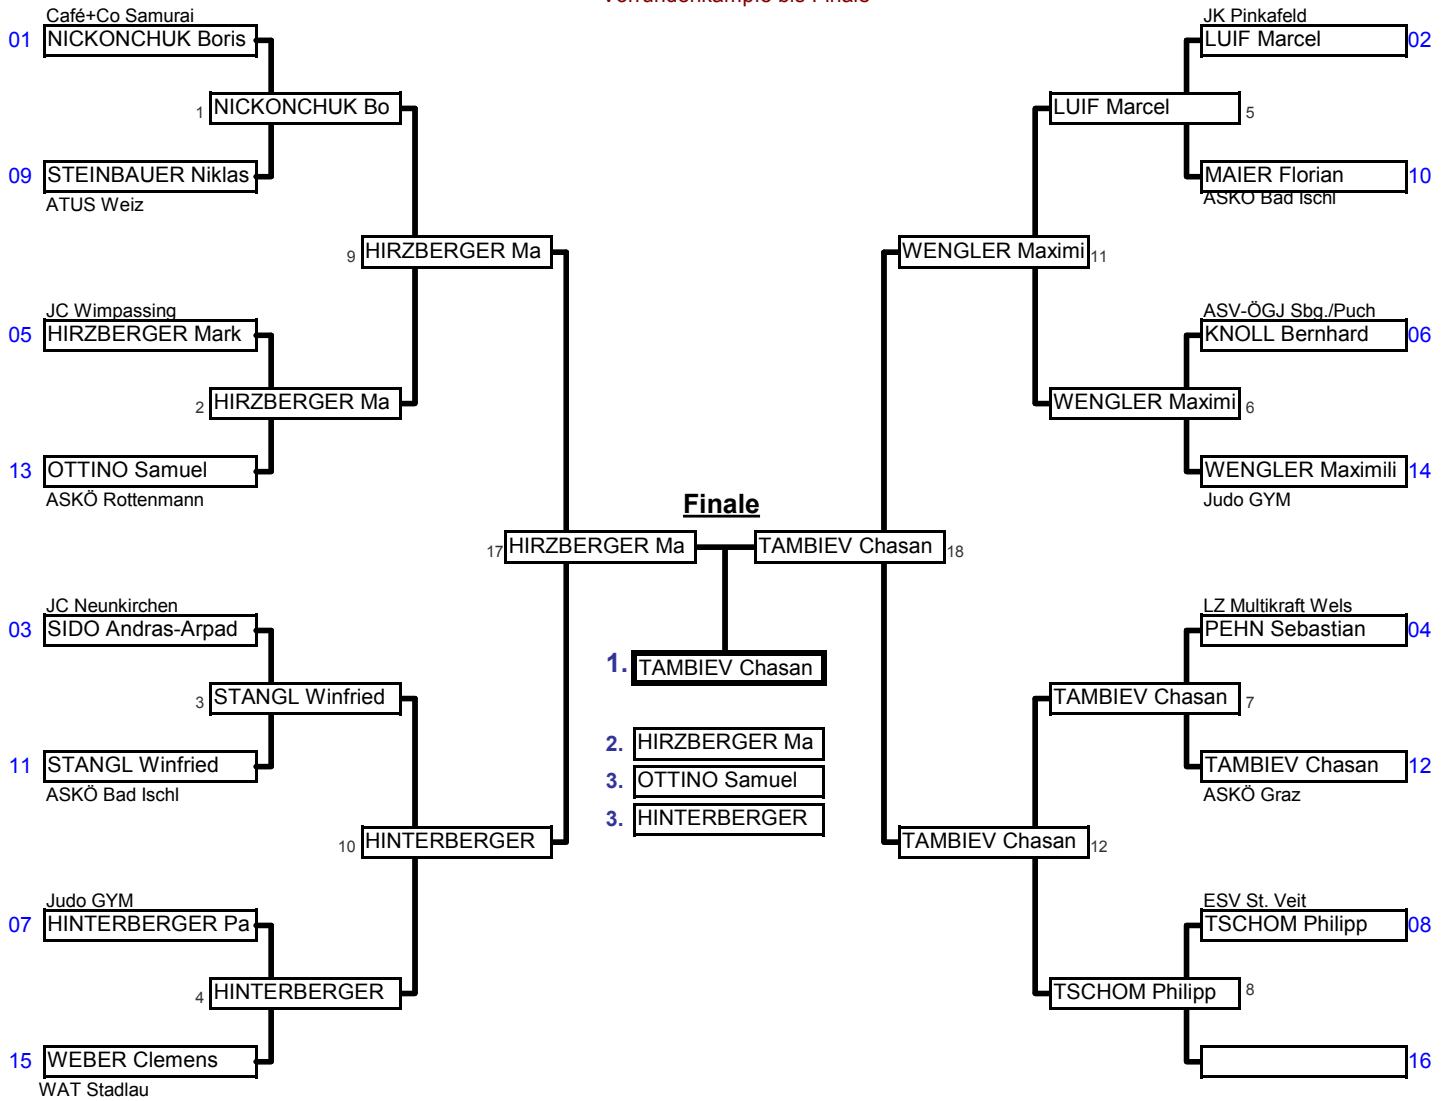 Vorrundenkämpfe bis Finale
Café+Co Samurai
01 NICKONCHUK Boris
1 NICKONCHUK Bo
09 STEINBAUER Niklas
ATUS Weiz
9 HIRZBERGER Ma
JC Wimpassing
05 HIRZBERGER Mark
2 HIRZBERGER Ma
13 OTTINO Samuel
ASKÖ Rottenmann
17 HIRZBERGER Ma
JC Neunkirchen
03 SIDO Andras-Arpad
3 STANGL Winfried
11 STANGL Winfried
ASKÖ Bad Ischl
10 HINTERBERGER
Judo GYM
07 HINTERBERGER Pa
4 HINTERBERGER
15 WEBER Clemens
WAT Stadlau
Finale
1. TAMBIEV Chasan
2. HIRZBERGER Ma
3. OTTINO Samuel
3. HINTERBERGER
JK Pinkafeld
LUIF Marcel 02
LUIF Marcel 5
MAIER Florian 10
ASKÖ Bad Ischl
WENGLER Maximi 11
ASV-ÖGJ Sbg./Puch
KNOLL Bernhard 06
WENGLER Maximi 6
WENGLER Maximili 14
Judo GYM
TAMBIEV Chasan 18
LZ Multikraft Wels
PEHN Sebastian 04
TAMBIEV Chasan 7
TAMBIEV Chasan 12
ASKÖ Graz
TAMBIEV Chasan 12
ESV St. Veit
TSCHOM Philipp 08
TSCHOM Philipp 8
16